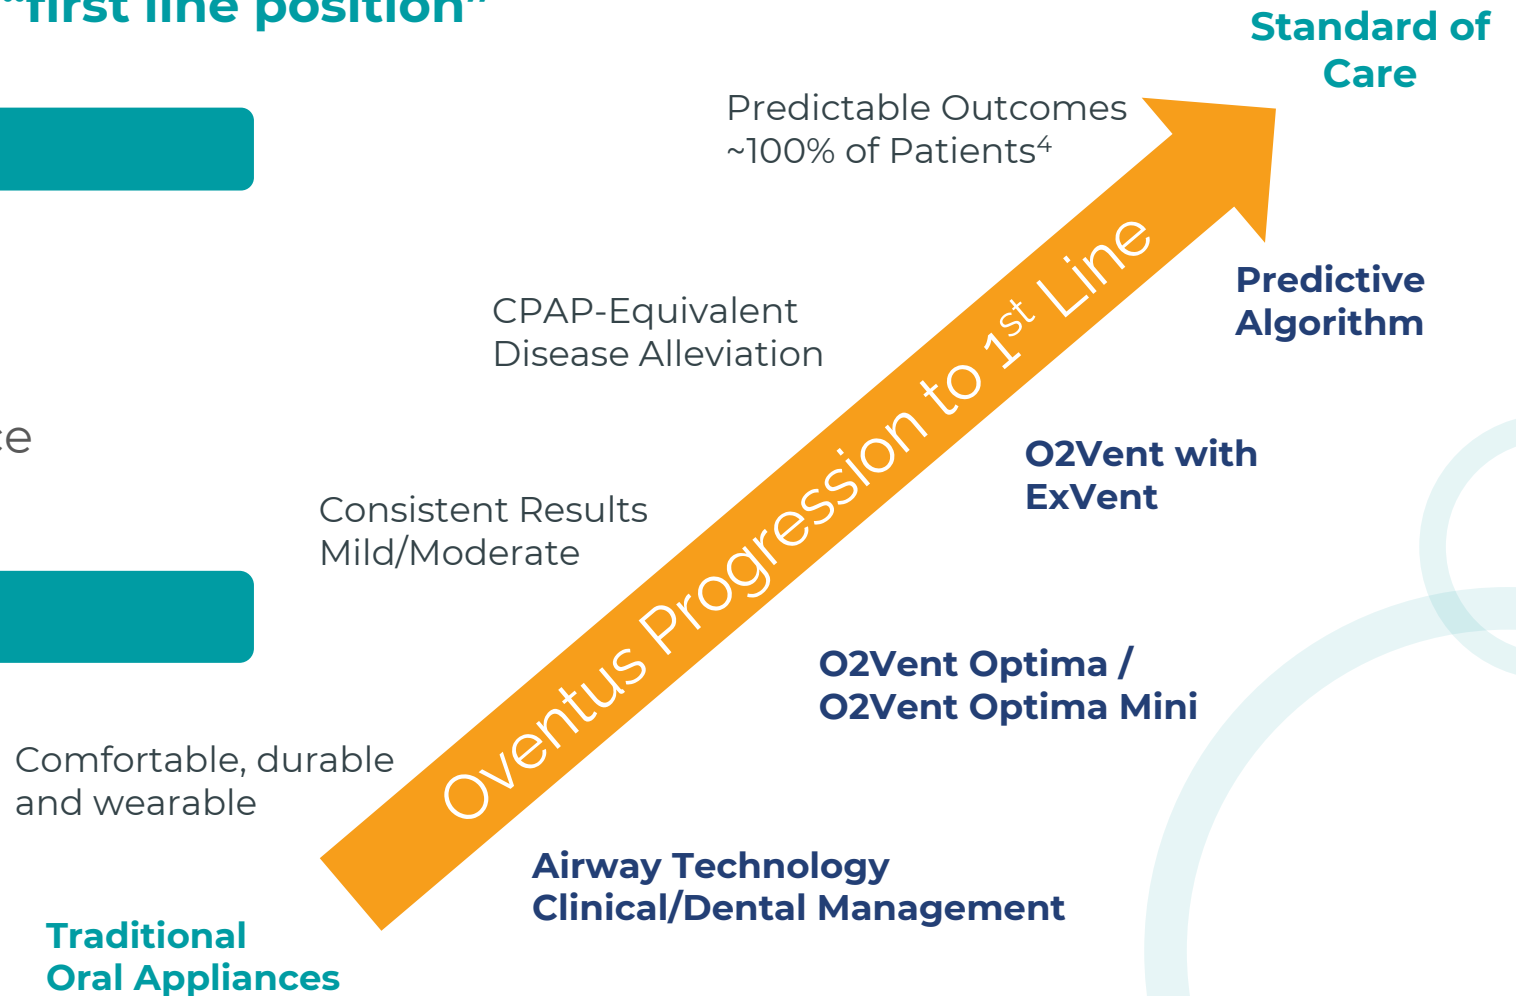 “first line position”
Standard of
Care
Predictable Outcomes
~100% of Patients⁴
Predictive
Algorithm
CPAP-Equivalent
Disease Alleviation
O2Vent with
ExVent
Consistent Results
Mild/Moderate
Oventus Progression to 1st Line
O2Vent Optima /
O2Vent Optima Mini
Comfortable, durable
and wearable
Airway Technology
Clinical/Dental Management
Traditional
Oral Appliances